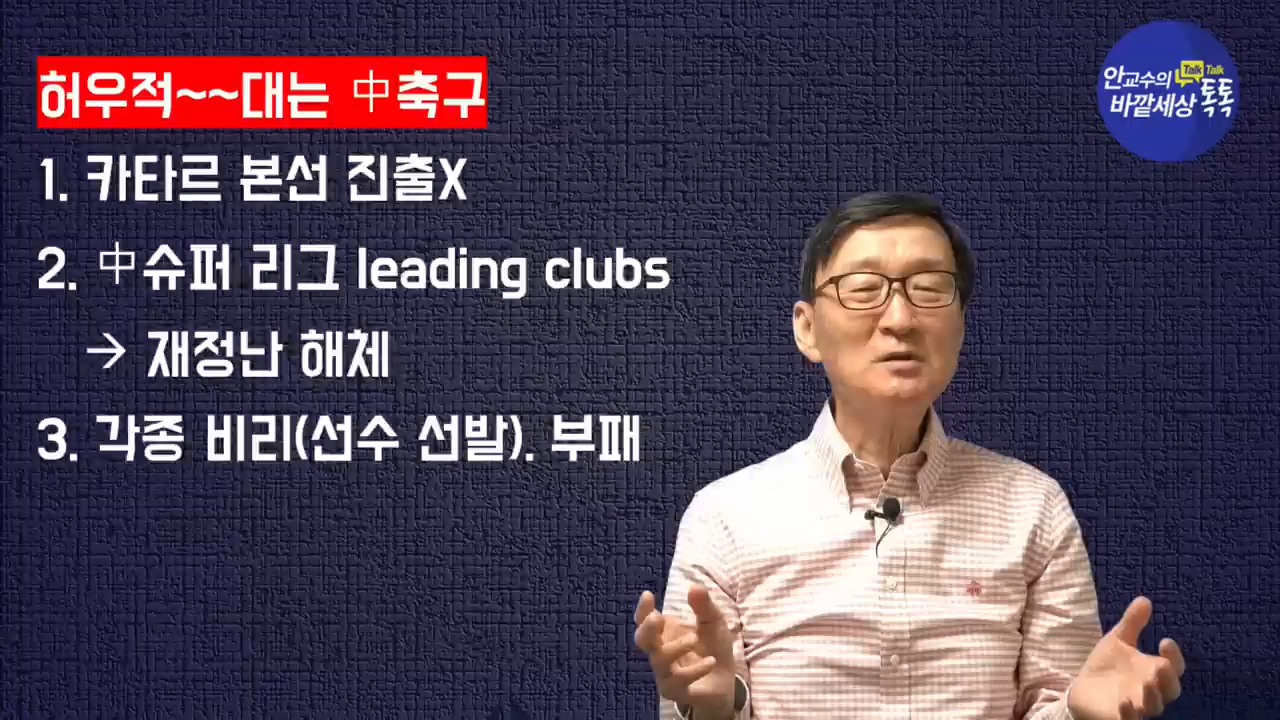 허우적~~대는 中축구
1. 카타르 본선 진출X
2. 中슈퍼 리그 leading clubs
→ 재정난 해체
3. 각종 비리(선수 선발). 부패
안교수의 Talk Talk
바깥세상 톡톡